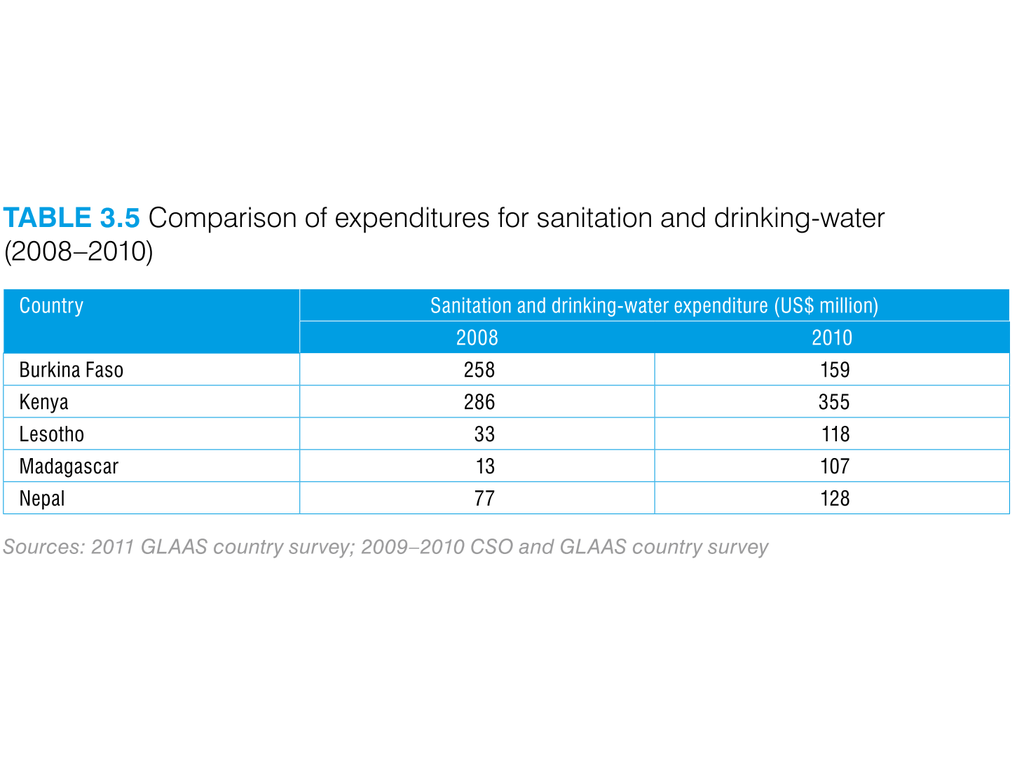 TABLE 3.5 Comparison of expenditures for sanitation and drinking-water
(2008–2010)
Country Sanitation and drinking-water expenditure (US$ million)
2008 2010
Burkina Faso 258 159
Kenya 286 355
Lesotho 33 118
Madagascar 13 107
Nepal 77 128
Sources: 2011 GLAAS country survey; 2009–2010 CSO and GLAAS country survey